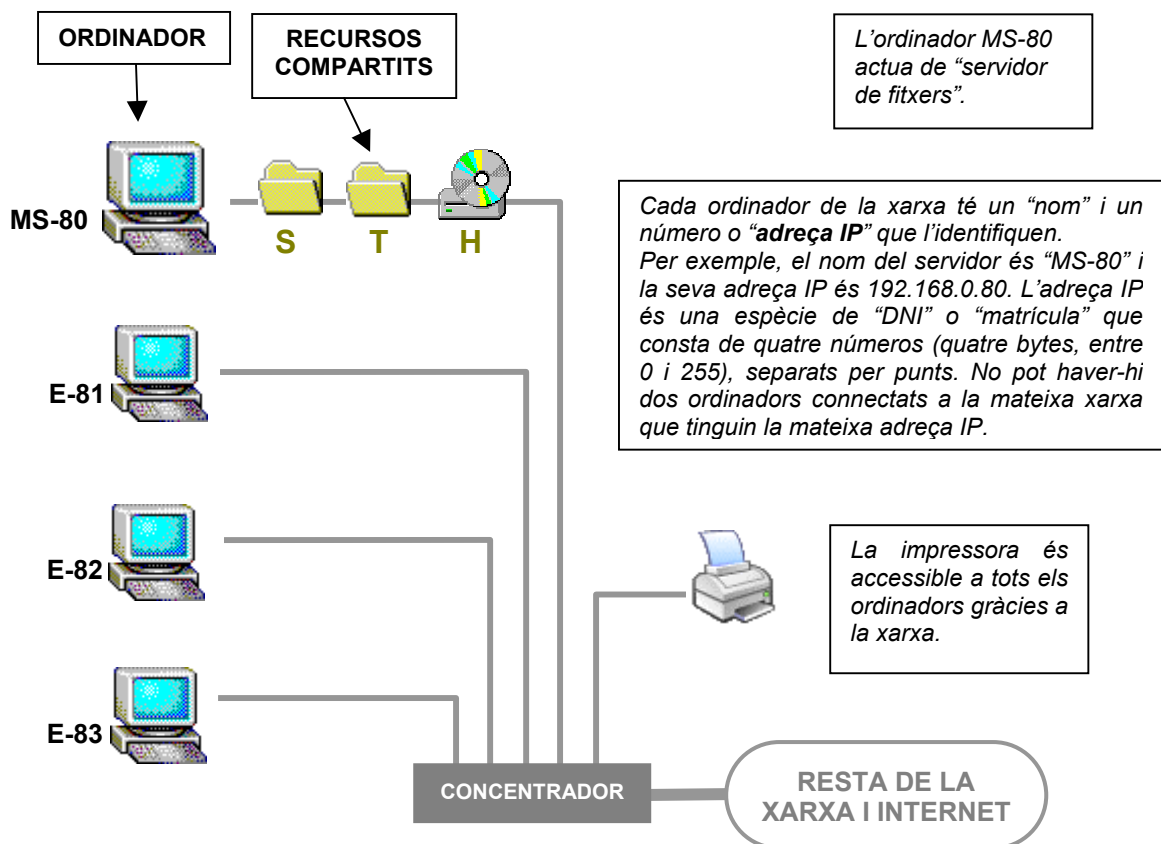 ORDINADOR
RECURSOS
COMPARTITS
L'ordinador MS-80
actua de “servidor
de fitxers”.
MS-80
S T H
Cada ordinador de la xarxa té un “nom” i un
número o “adreça IP” que l'identifiquen.
Per exemple, el nom del servidor és “MS-80” i
la seva adreça IP és 192.168.0.80. L'adreça IP
és una espècie de “DNI” o “matrícula” que
consta de quatre números (quatre bytes, entre
0 i 255), separats per punts. No pot haver-hi
dos ordinadors connectats a la mateixa xarxa
que tinguin la mateixa adreça IP.
E-81
E-82
La impressora és
accessible a tots els
ordinadors gràcies a
la xarxa.
E-83
CONCENTRADOR
RESTA DE LA
XARXA I INTERNET